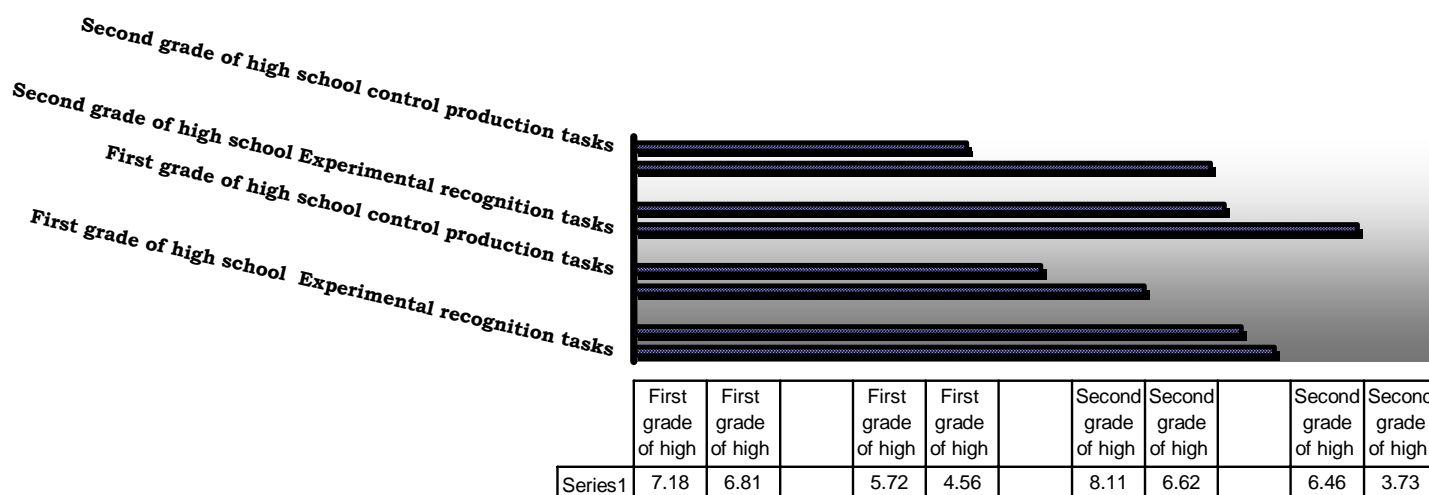 Second grade of high school control production tasks
Second grade of high school Experimental recognition tasks
First grade of high school control production tasks
First grade of high school Experimental recognition tasks
First First First First Second Second Second Second
grade grade grade grade grade grade grade grade
of high of high of high of high of high of high of high of high
Series1 7.18 6.81 5.72 4.56 8.11 6.62 6.46 3.73